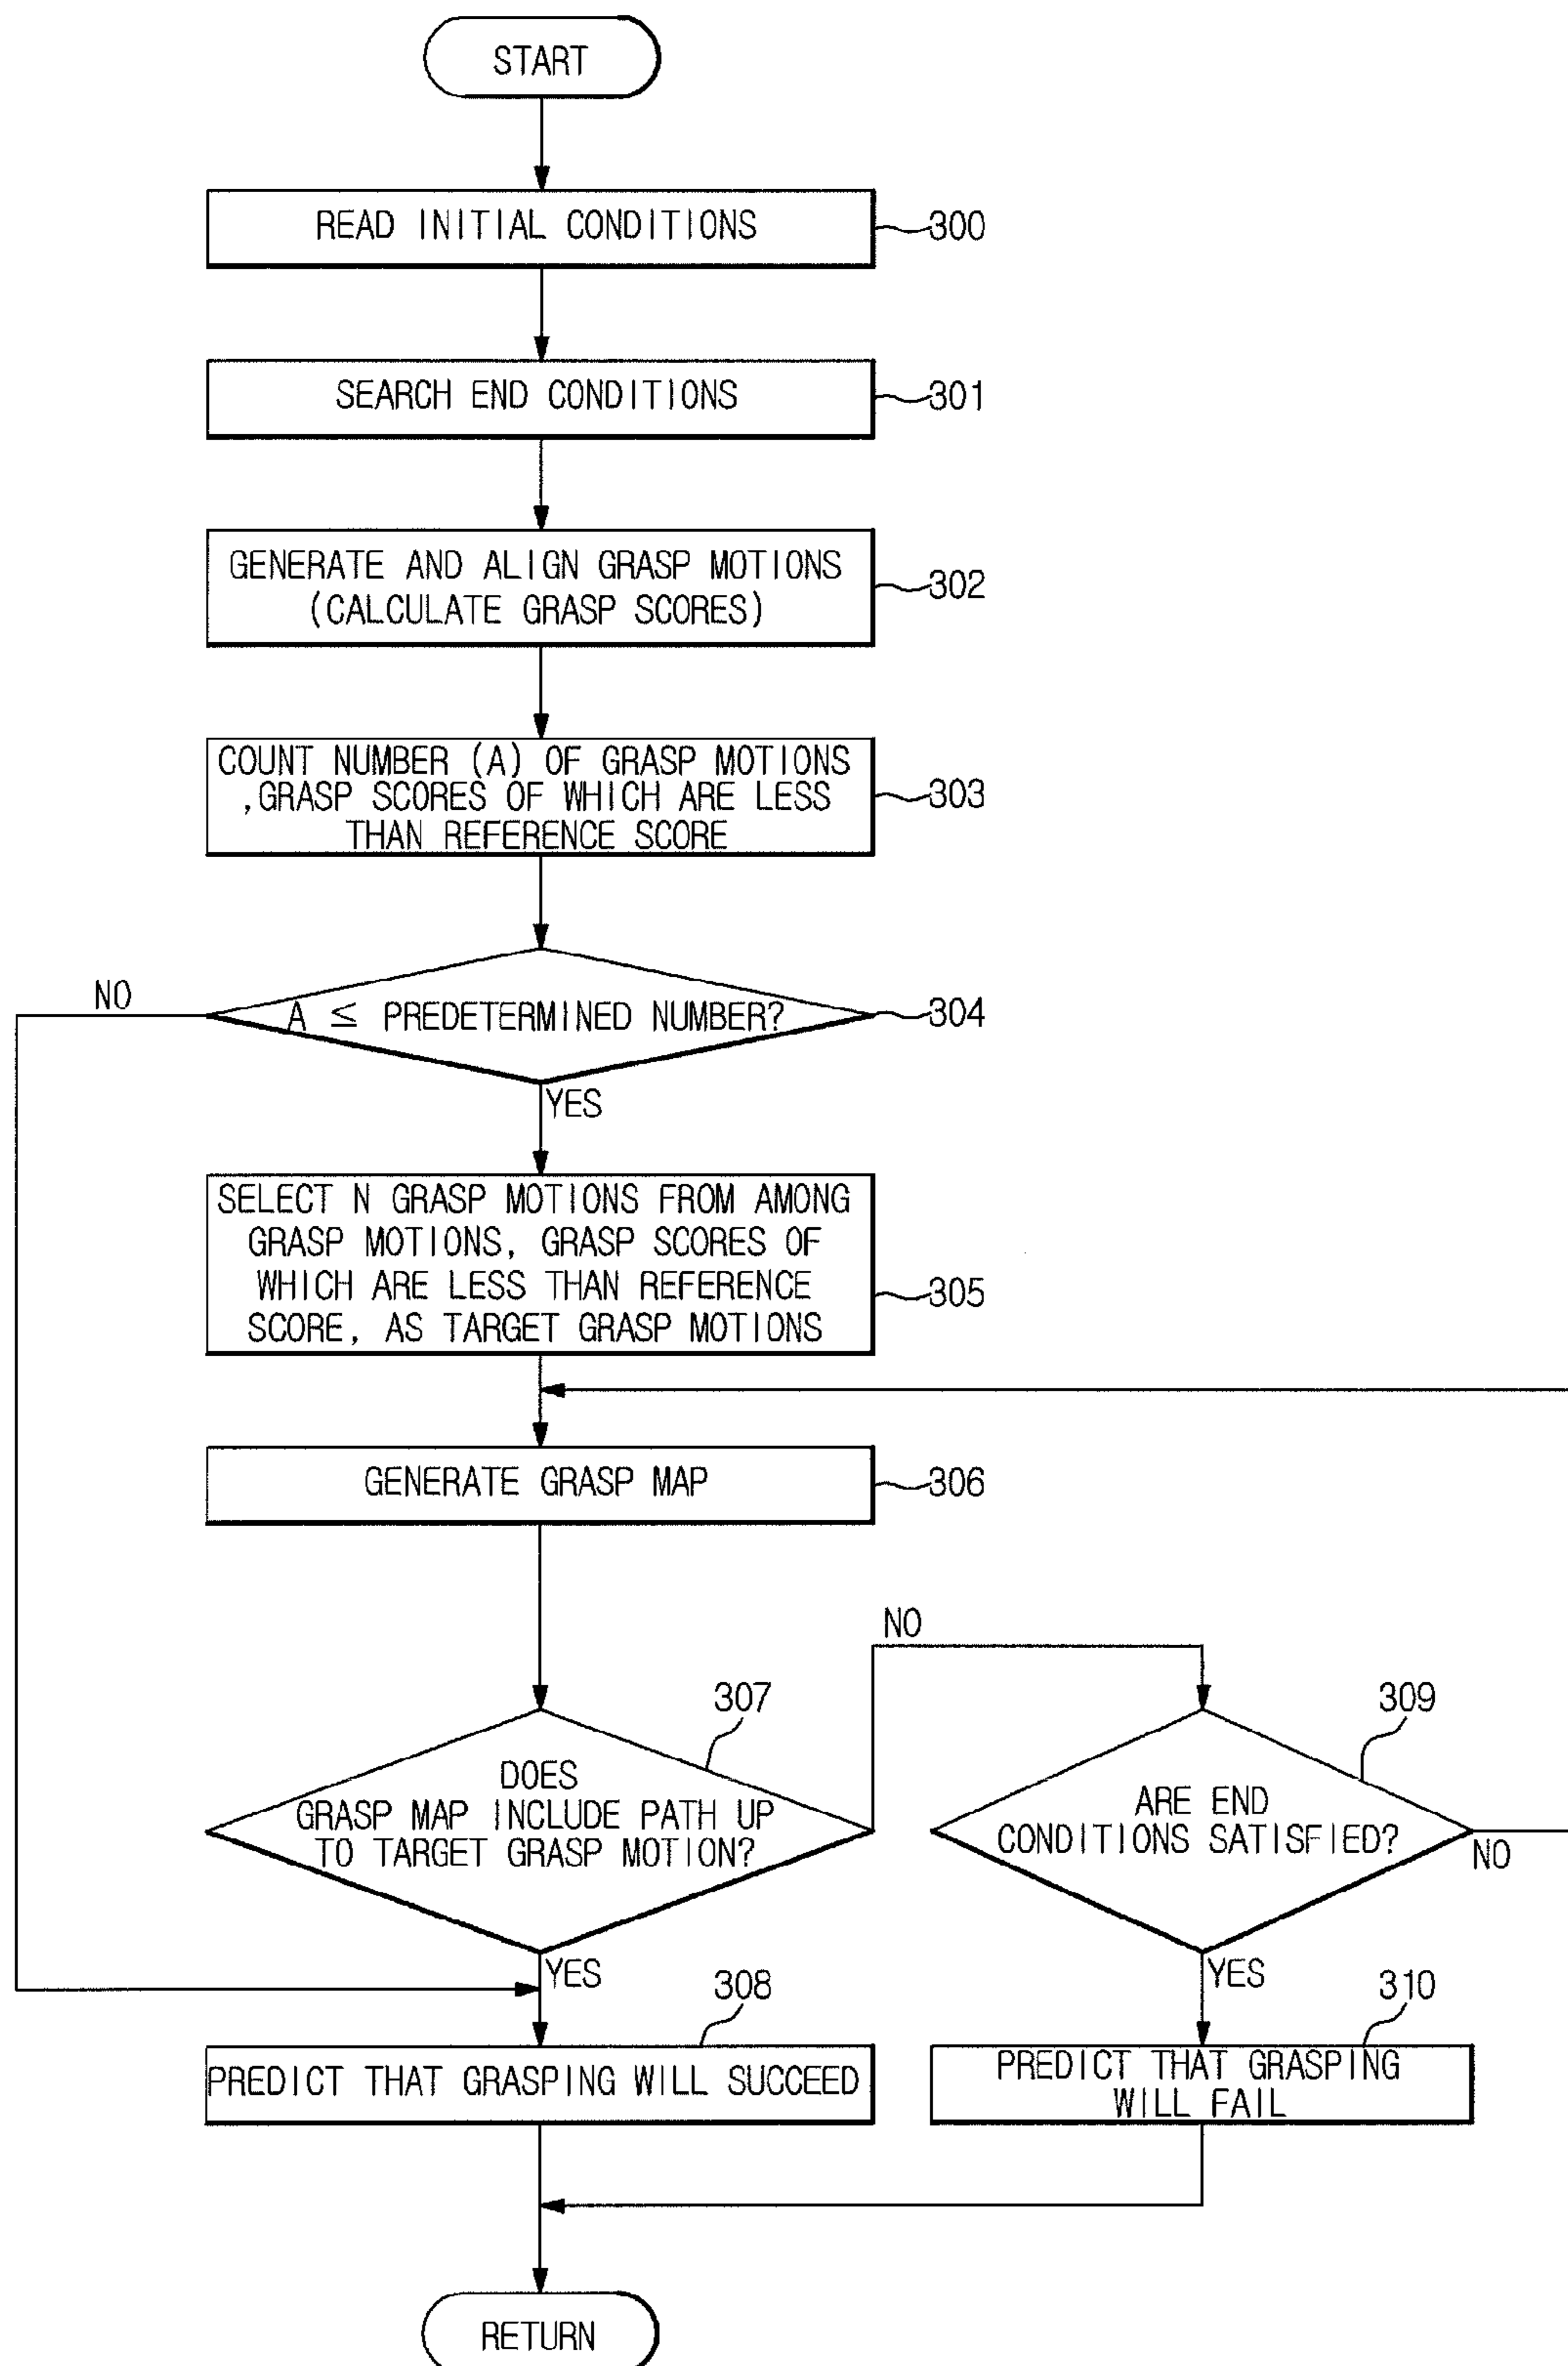 START
READ INITIAL CONDITIONS
300
SEARCH END CONDITIONS
301
GENERATE AND ALIGN GRASP MOTIONS
(CALCULATE GRASP SCORES)
302
COUNT NUMBER (A) OF GRASP MOTIONS
,GRASP SCORES OF WHICH ARE LESS
THAN REFERENCE SCORE
303
NO
A ≤ PREDETERMINED NUMBER?
304
YES
SELECT N GRASP MOTIONS FROM AMONG
GRASP MOTIONS, GRASP SCORES OF
WHICH ARE LESS THAN REFERENCE
SCORE, AS TARGET GRASP MOTIONS
305
GENERATE GRASP MAP
306
NO
307
DOES
GRASP MAP INCLUDE PATH UP
TO TARGET GRASP MOTION?
309
ARE END
CONDITIONS SATISFIED?
NO
YES
YES
308
PREDICT THAT GRASPING WILL SUCCEED
310
PREDICT THAT GRASPING
WILL FAIL
RETURN